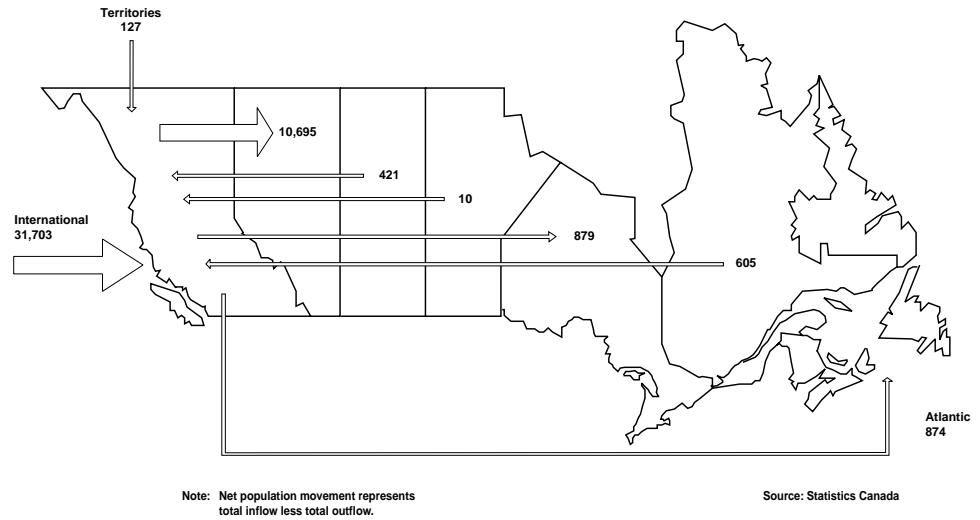 Territories
127
10,695
421
10
International
31,703
879
605
Atlantic
874
Note: Net population movement represents
total inflow less total outflow.
Source: Statistics Canada